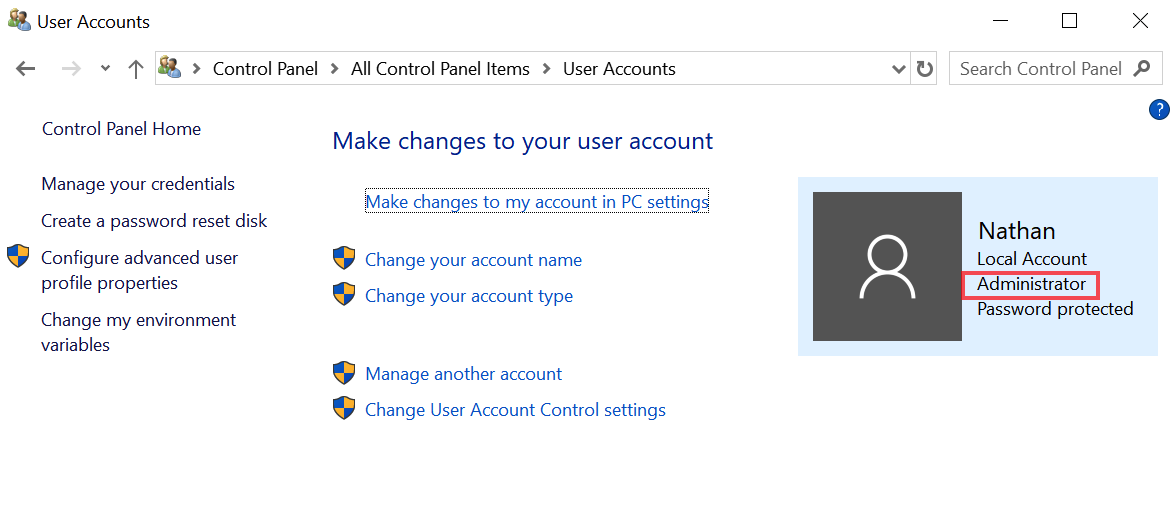 User Accounts
Control Panel > All Control Panel Items > User Accounts
Search Control Panel
?
Control Panel Home
Manage your credentials
Create a password reset disk
Configure advanced user
profile properties
Change my environment
variables
Make changes to your user account
Make changes to my account in PC settings
Change your account name
Change your account type
Manage another account
Change User Account Control settings
Nathan
Local Account
Administrator
Password protected